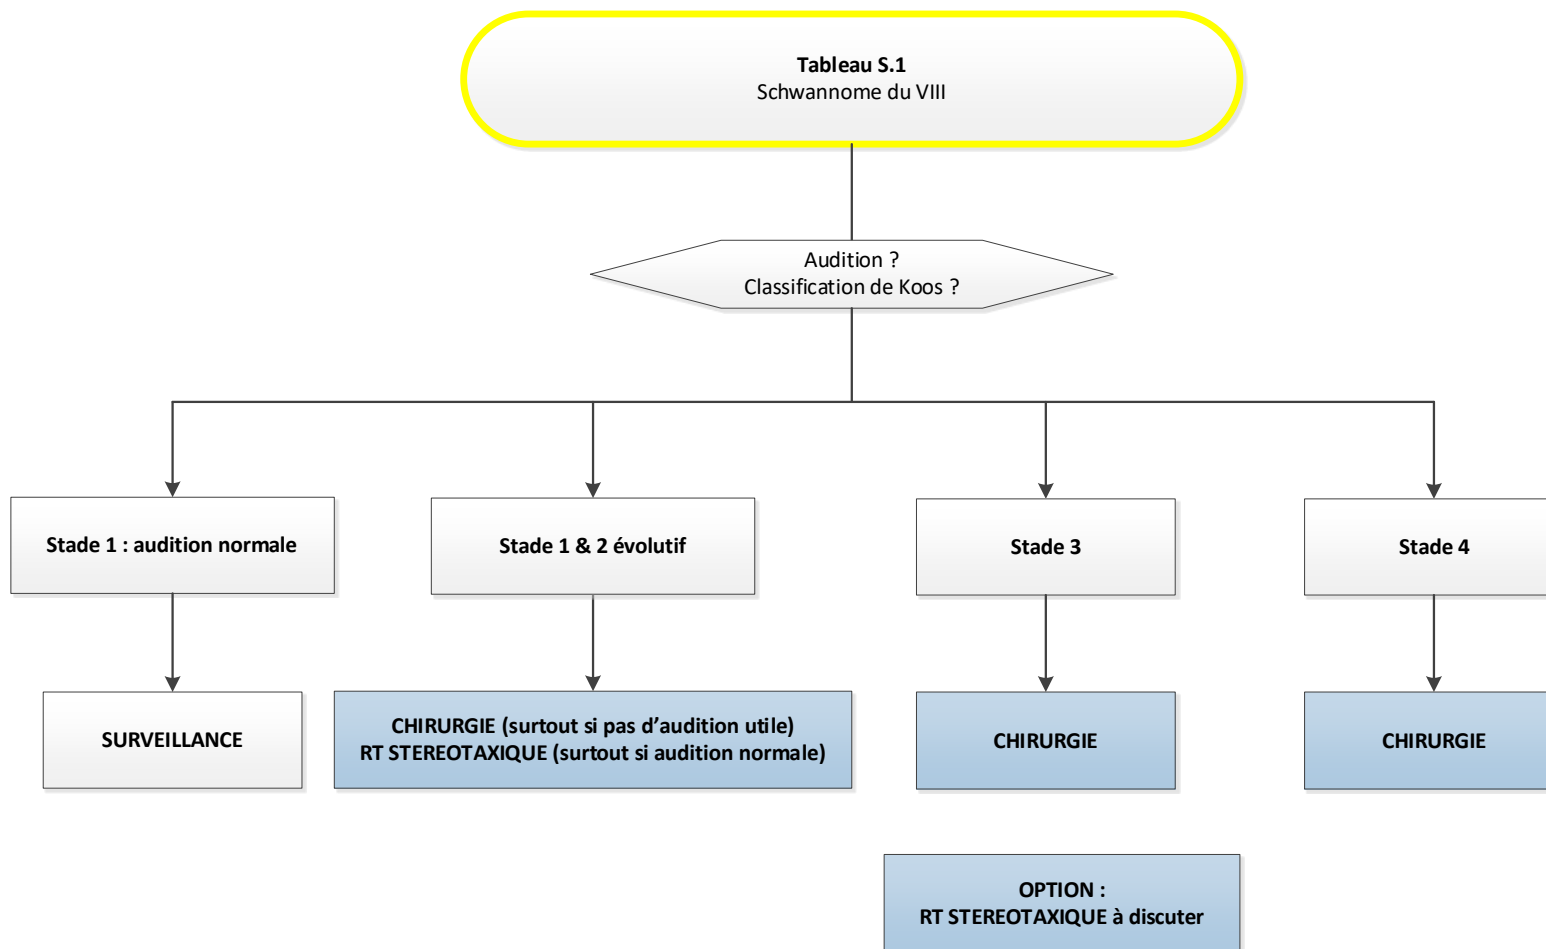 Tableau S.1
Schwannome du VIII
Audition ?
Classification de Koos ?
Stade 1 : audition normale
Stade 1 & 2 évolutif
Stade 3
Stade 4
SURVEILLANCE
CHIRURGIE (surtout si pas d’audition utile)
RT STEREOTAXIQUE (surtout si audition normale)
CHIRURGIE
CHIRURGIE
OPTION :
RT STEREOTAXIQUE à discuter